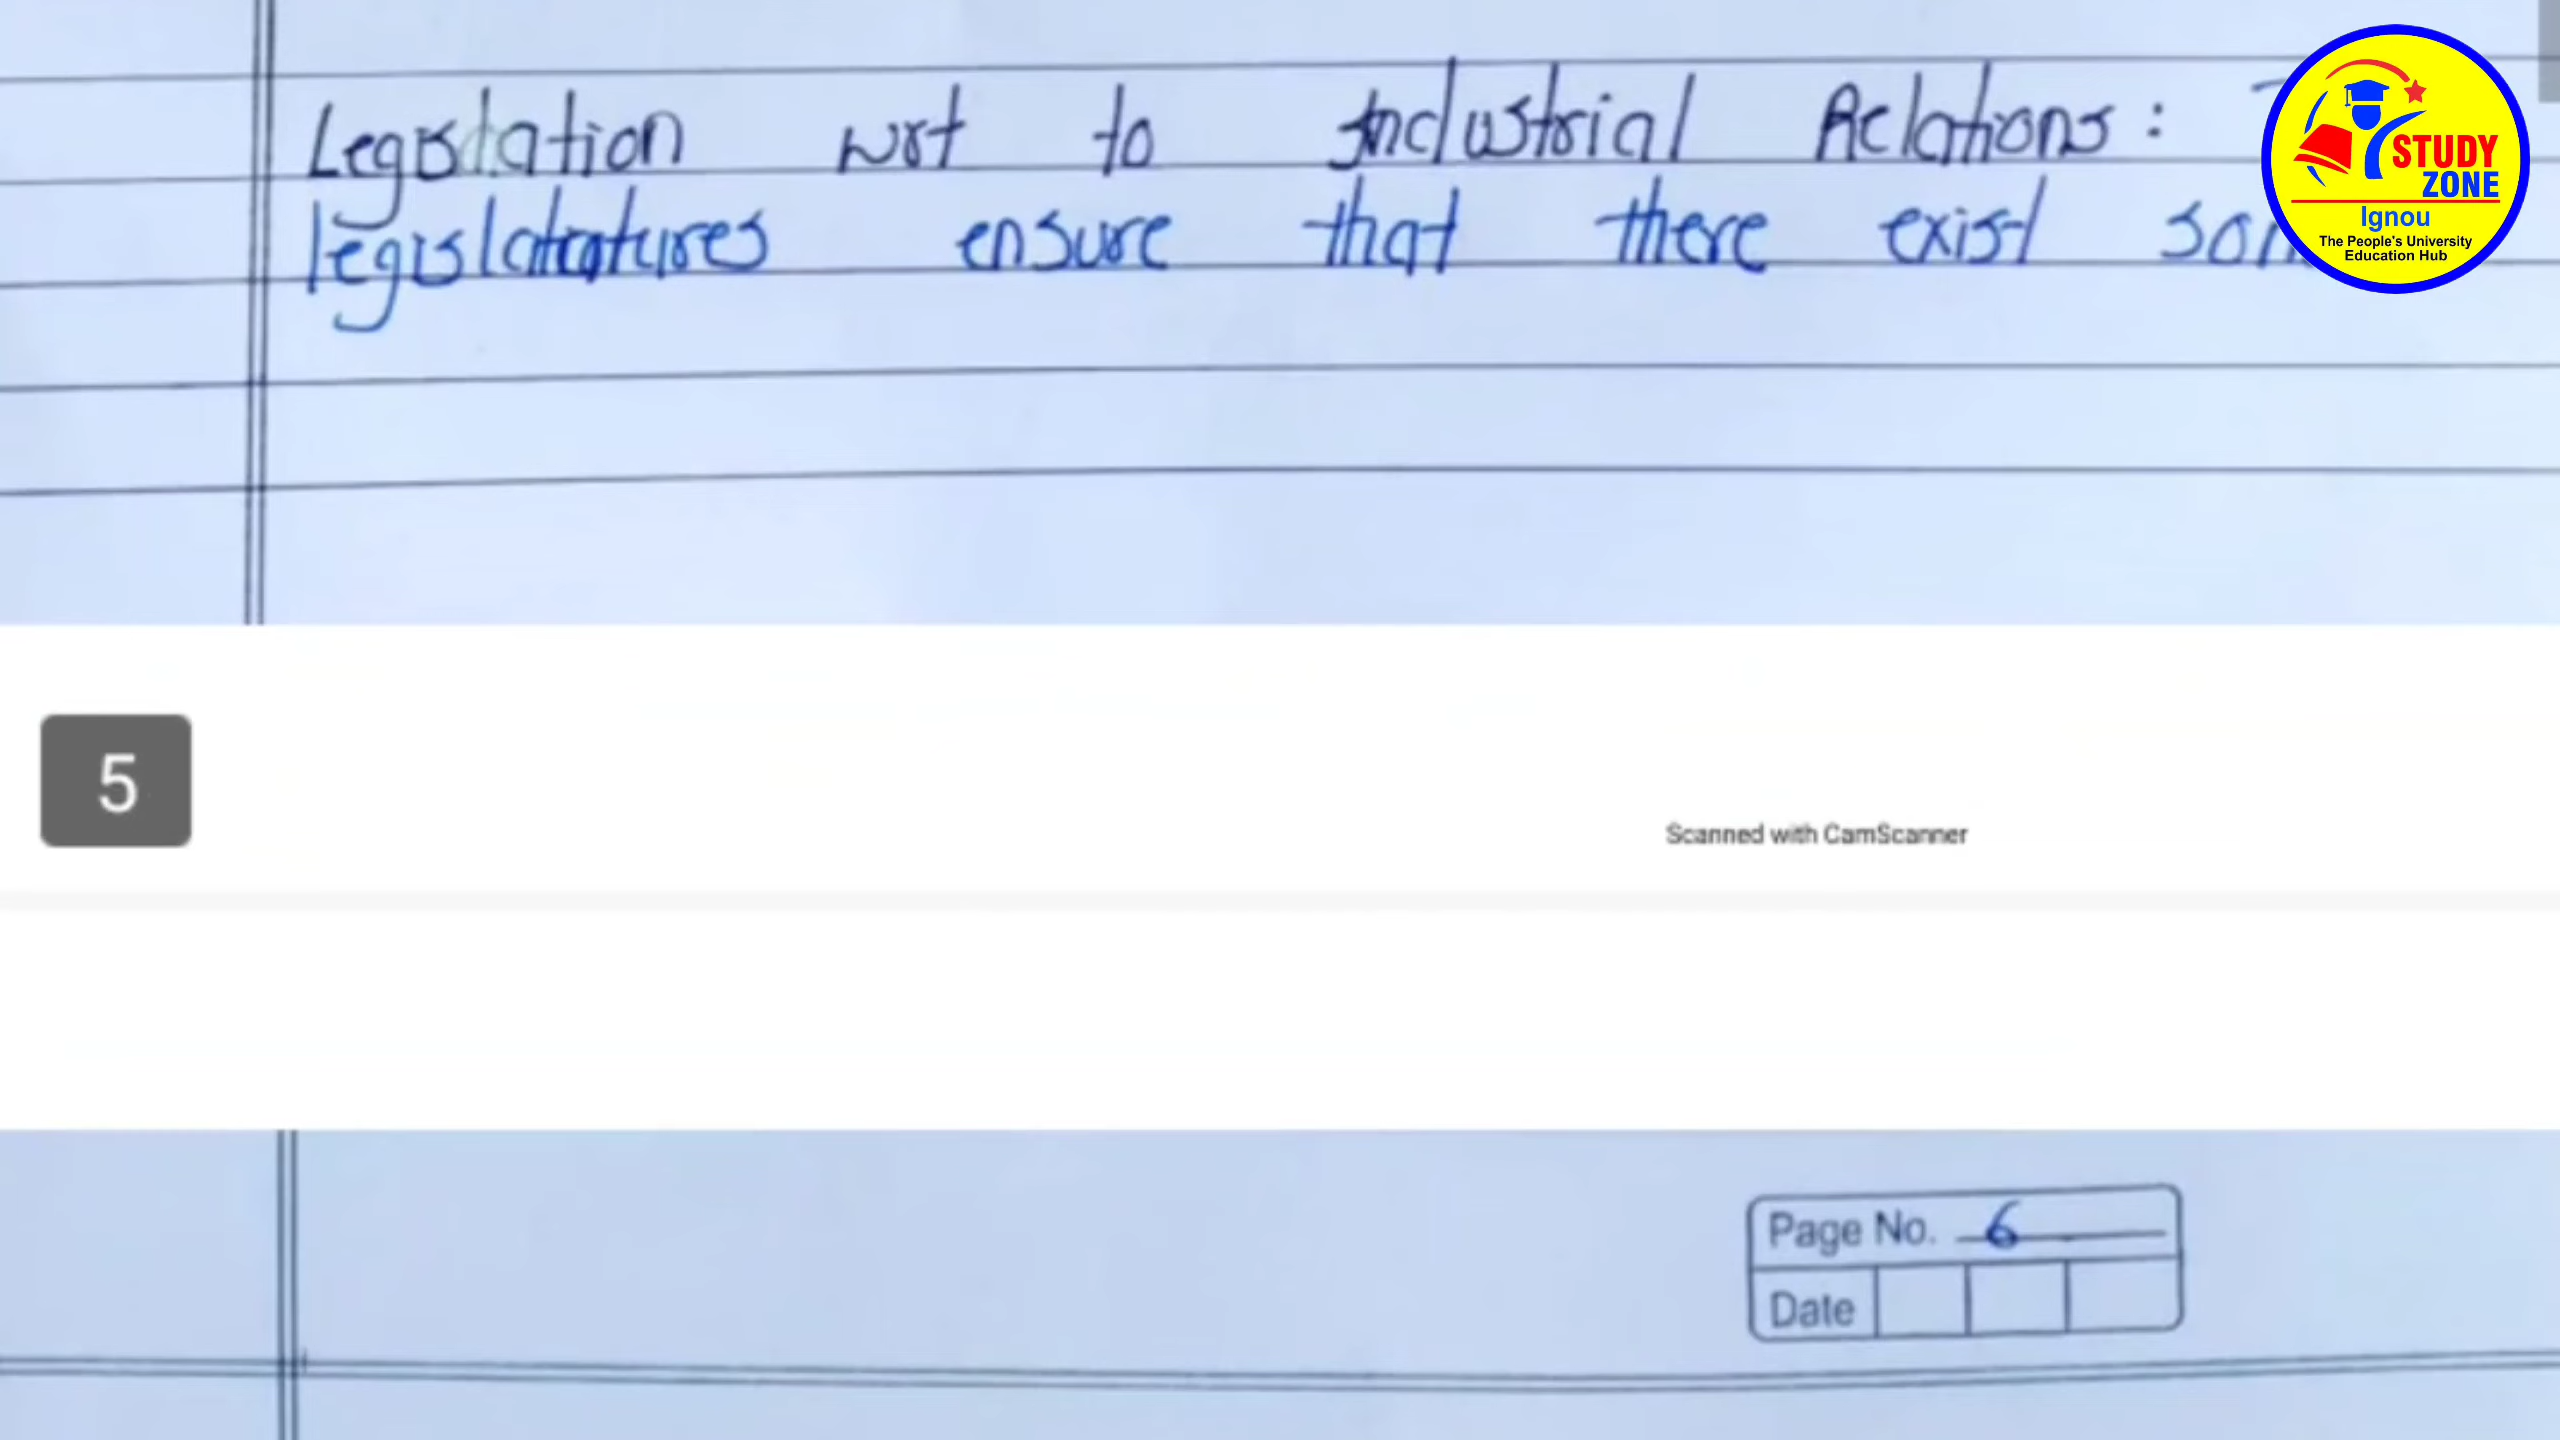 Legislation wrt to Industrial Relations:
legislatratures ensure that there exist
STUDY
ZONE
Ignou
The People's University
Education Hub
5
Scanned with CamScanner
Page No. 6
Date